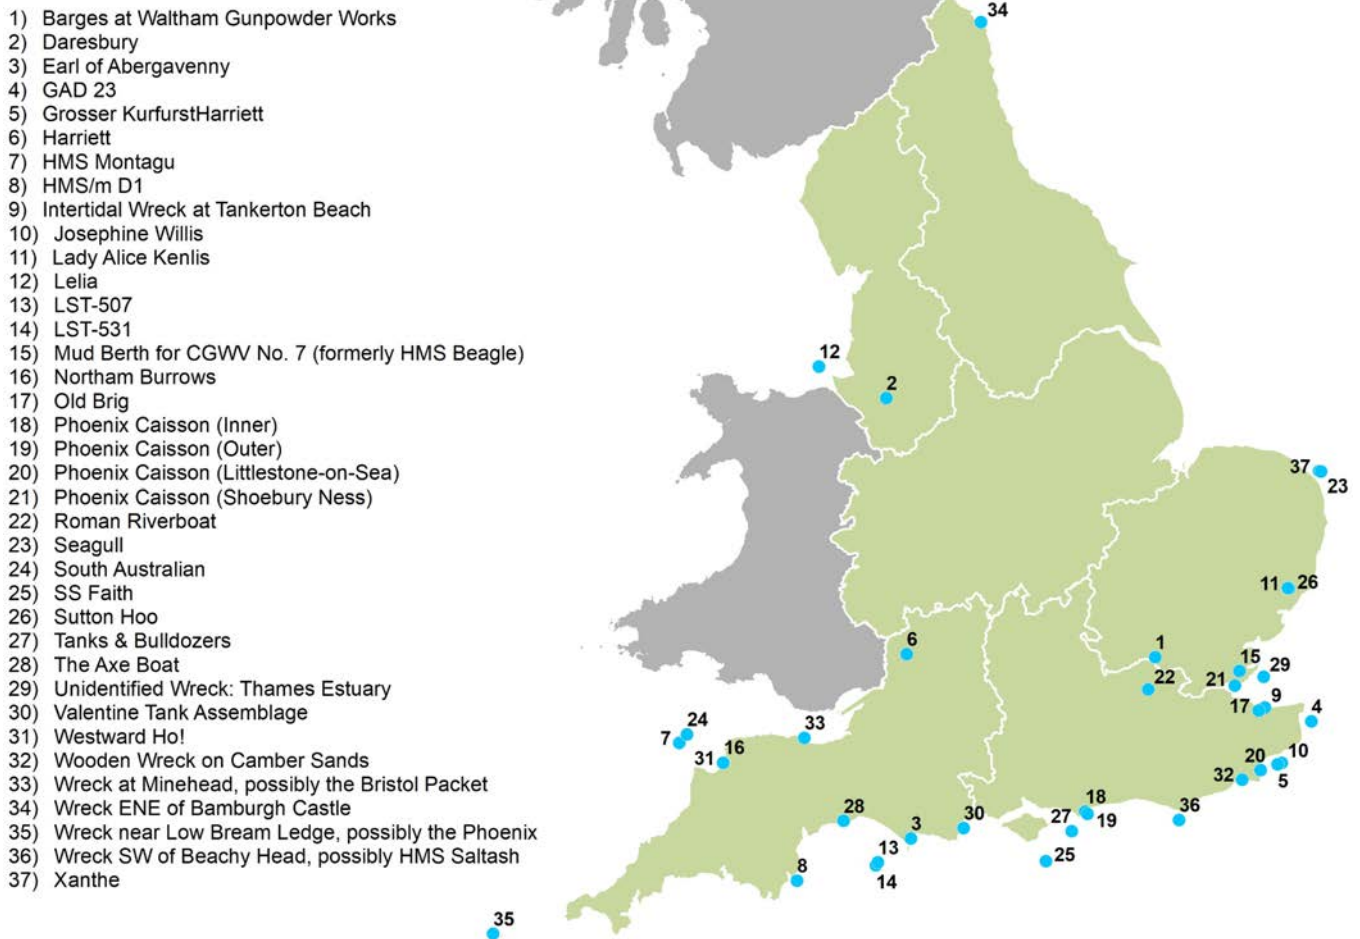 1) Barges at Waltham Gunpowder Works
2) Daresbury
3) Earl of Abergavenny
4) GAD 23
5) Grosser KurfurstHarriett
6) Harriett
7) HMS Montagu
8) HMS/m D1
9) Intertidal Wreck at Tankerton Beach
10) Josephine Willis
11) Lady Alice Kenlis
12) Lelia
13) LST-507
14) LST-531
15) Mud Berth for CGWV No. 7 (formerly HMS Beagle)
16) Northam Burrows
17) Old Brig
18) Phoenix Caisson (Inner)
19) Phoenix Caisson (Outer)
20) Phoenix Caisson (Littlestone-on-Sea)
21) Phoenix Caisson (Shoebury Ness)
22) Roman Riverboat
23) Seagull
24) South Australian
25) SS Faith
26) Sutton Hoo
27) Tanks & Bulldozers
28) The Axe Boat
29) Unidentified Wreck: Thames Estuary
30) Valentine Tank Assemblage
31) Westward Ho!
32) Wooden Wreck on Camber Sands
33) Wreck at Minehead, possibly the Bristol Packet
34) Wreck ENE of Bamburgh Castle
35) Wreck near Low Bream Ledge, possibly the Phoenix
36) Wreck SW of Beachy Head, possibly HMS Saltash
37) Xanthe
34
12
2
37
23
11 26
6
1
15
29
22
21
9
17
4
24
33
7
16
31
10
20
32
5
18
28
30
36
3
27
19
13
25
8
14
35